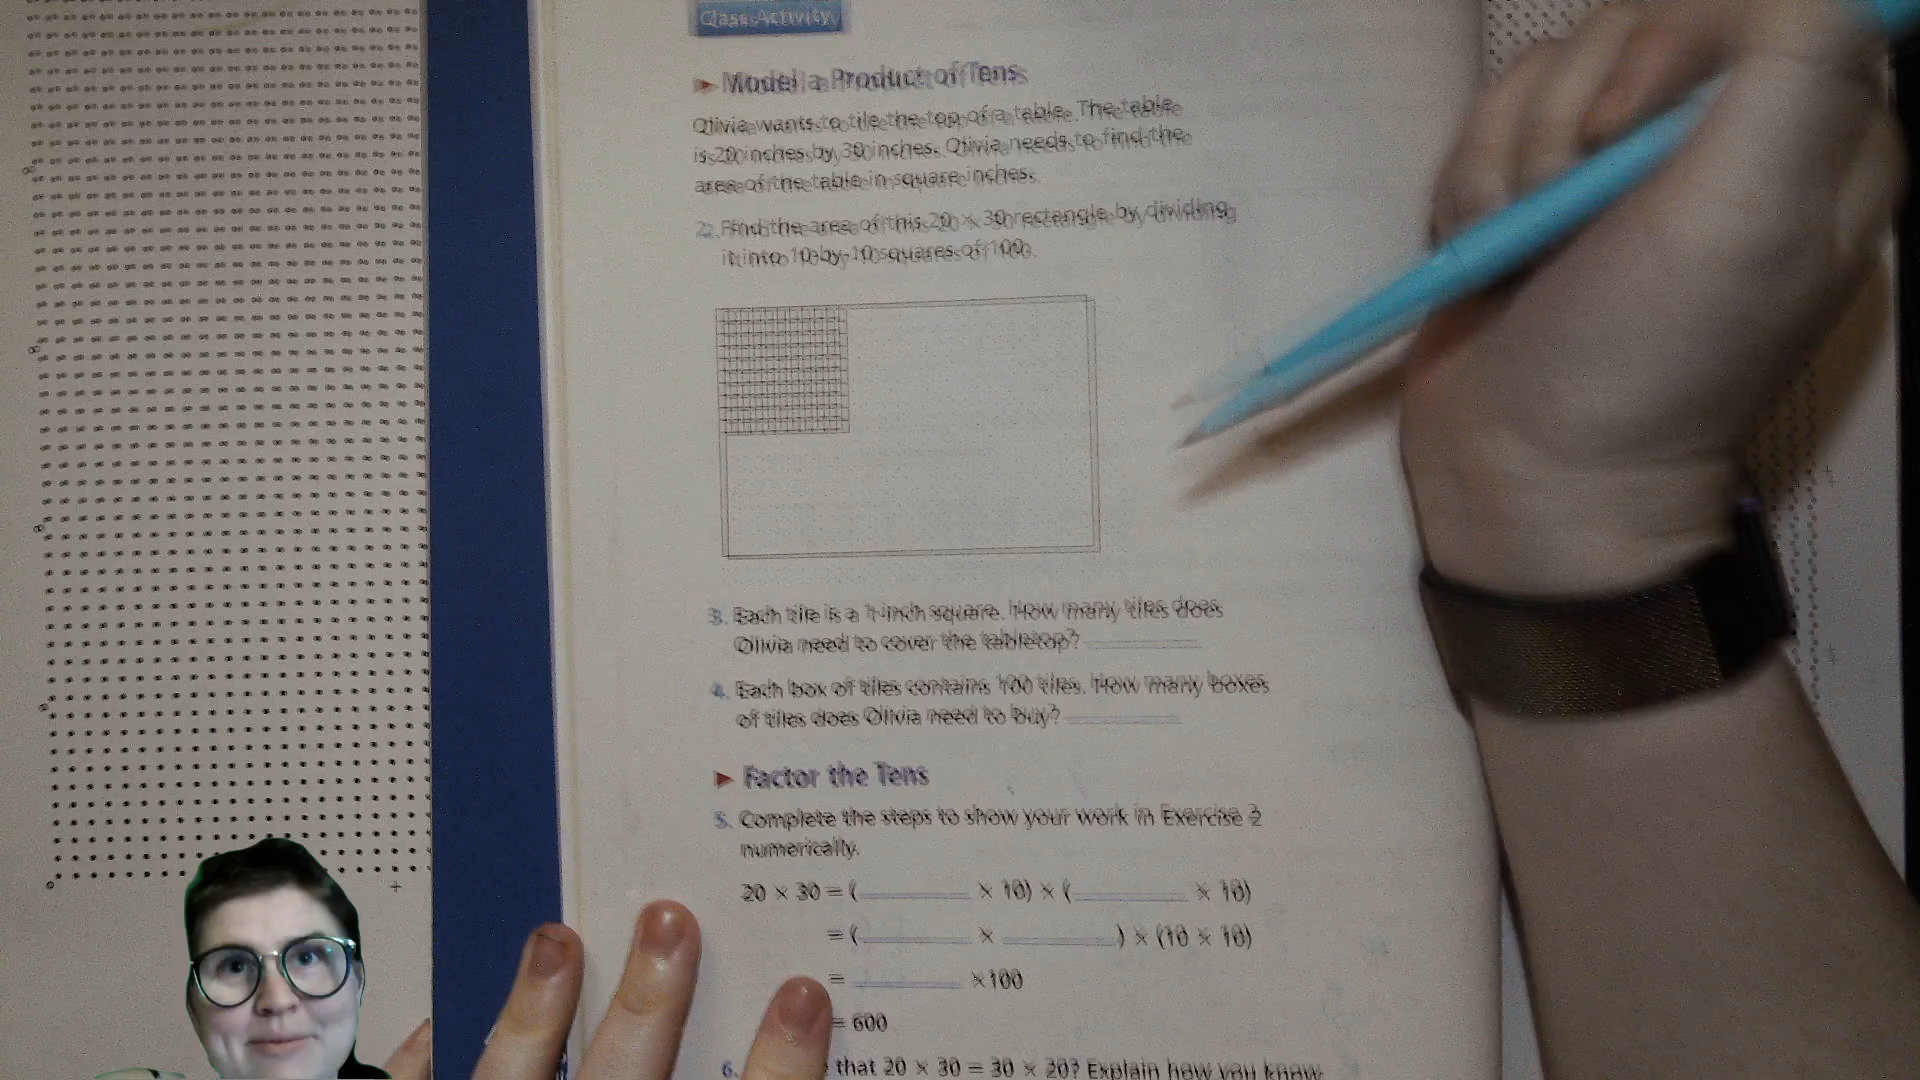 Class Activity
Model a Product of Tens
Olivia wants to tile the top of a table. The table
is 20 inches by 30 inches. Olivia needs to find the
area of the table in square inches.
2. Find the area of this 20 × 30 rectangle by dividing
it into 10-by-10 squares of 100.
3. Each tile is a 1-inch square. How many tiles does
Olivia need to cover the tabletop?
4. Each box of tiles contains 100 tiles. How many boxes
of tiles does Olivia need to buy?
Factor the Tens
5. Complete the steps to show your work in Exercise 2
numerically.
20 × 30 = (________ × 10) × (________ × 10)
= (________ × ________) × (10 × 10)
= ________ × 100
= 600
6. that 20 × 30 = 30 × 20? Explain how you know.